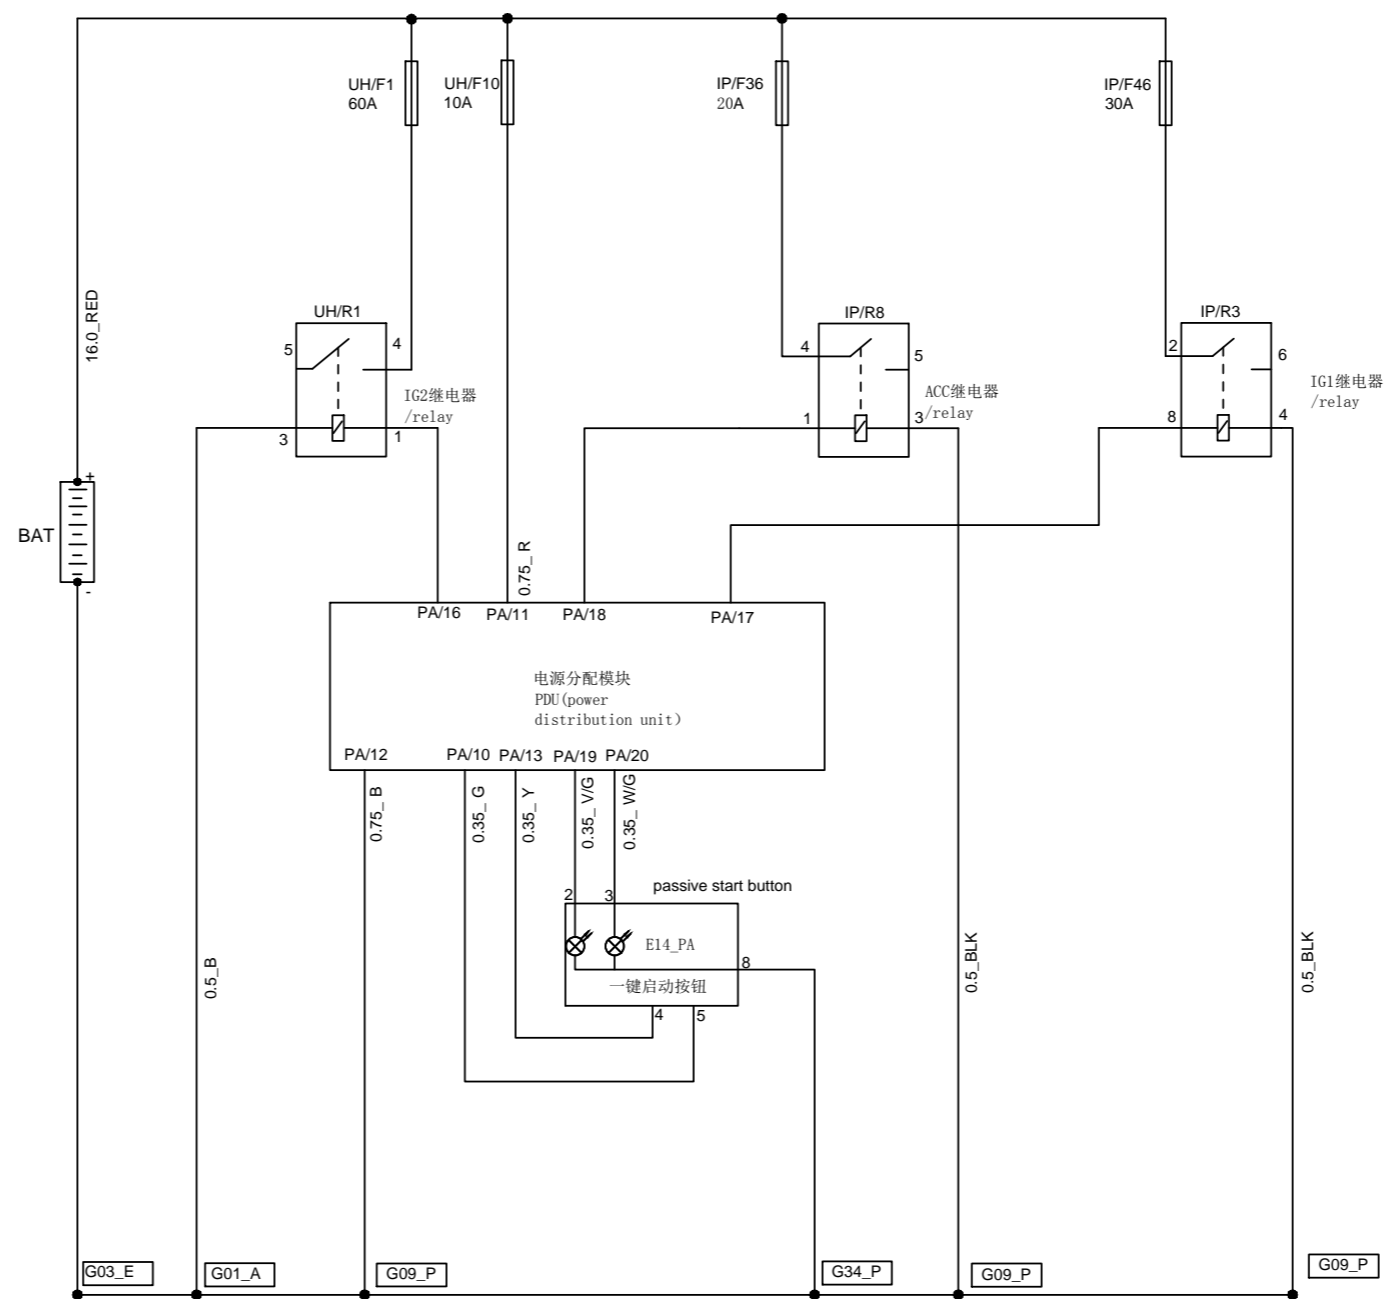 UH/F1
60A
UH/F10
10A
IP/F36
20A
IP/F46
30A
16.0_RED
UH/R1
5
4
3
1
IG2继电器
/relay
IP/R8
4
5
1
3
ACC继电器
/relay
IP/R3
2
6
8
4
IG1继电器
/relay
BAT
+
-
0.75_ R
PA/16
PA/11
PA/18
PA/17
电源分配模块
PDU(power
distribution unit)
PA/12
PA/10
PA/13
PA/19
PA/20
0.75_ B
0.35_ G
0.35_ Y
0.35_ V/G
0.35_ W/G
passive start button
2
3
E14_PA
8
一键启动按钮
4
5
0.5_B
0.5_BLK
0.5_BLK
G03_E
G01_A
G09_P
G34_P
G09_P
G09_P